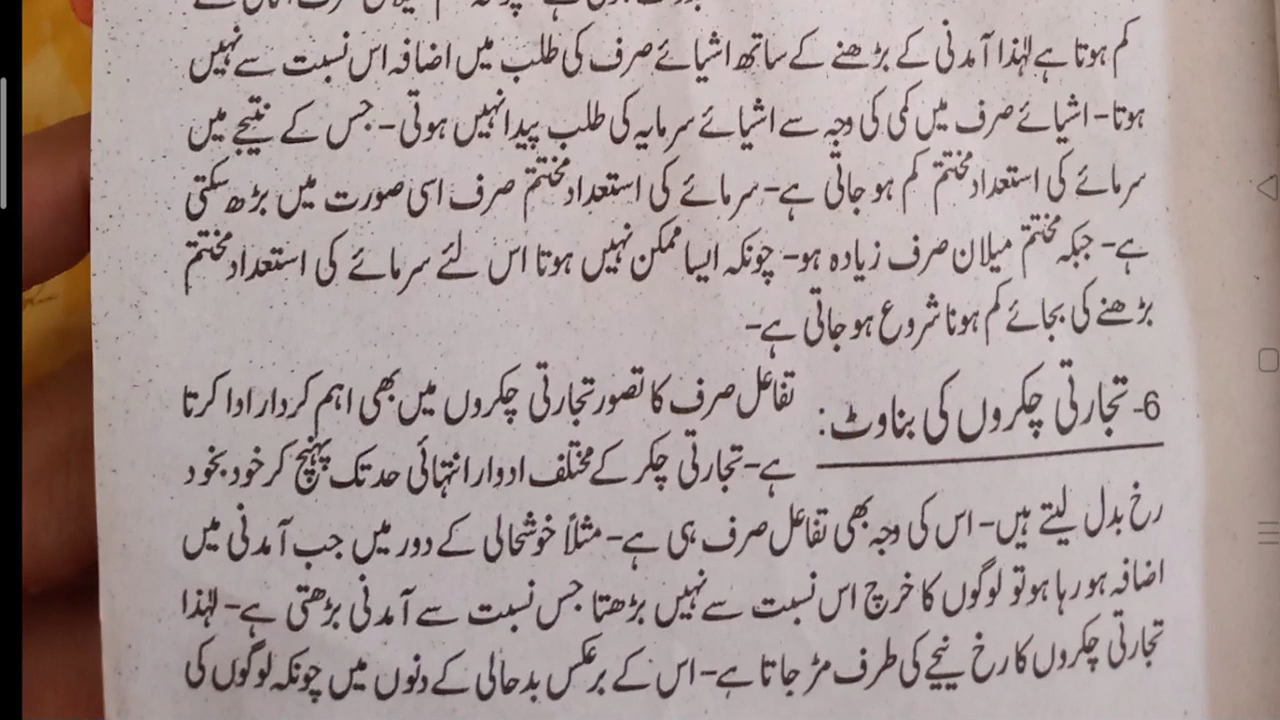 کم ہوتا ہے لہٰذا آمدنی کے بڑھنے کے ساتھ اشیائے صرف کی طلب میں اضافہ اس نسبت سے نہیں
ہوتا- اشیائے صرف میں کمی کی وجہ سے اشیائے سرمایہ کی طلب پیدا نہیں ہوتی- جس کے نتیجے میں
سرمائے کی استعداد مختتم کم ہو جاتی ہے- سرمائے کی استعداد مختتم صرف اسی صورت میں بڑھ سکتی
ہے- جبکہ مختتم میلان صرف زیادہ ہو- چونکہ ایسا ممکن نہیں ہوتا اس لئے سرمائے کی استعداد مختتم
بڑھنے کی بجائے کم ہونا شروع ہو جاتی ہے-
6- تجارتی چکروں کی بناوٹ: تفاعل صرف کا تصور تجارتی چکروں میں بھی اہم کردار ادا کرتا
ہے- تجارتی چکر کے مختلف ادوار انتہائی حد تک پہنچ کر خود بخود
رخ بدل لیتے ہیں- اس کی وجہ بھی تفاعل صرف ہی ہے- مثلاً خوشحالی کے دور میں جب آمدنی میں
اضافہ ہو رہا ہو تو لوگوں کا خرچ اس نسبت سے نہیں بڑھتا جس نسبت سے آمدنی بڑھتی ہے- لہٰذا
تجارتی چکروں کا رخ نیچے کی طرف مڑ جاتا ہے- اس کے برعکس بدحالی کے دنوں میں چونکہ لوگوں کی